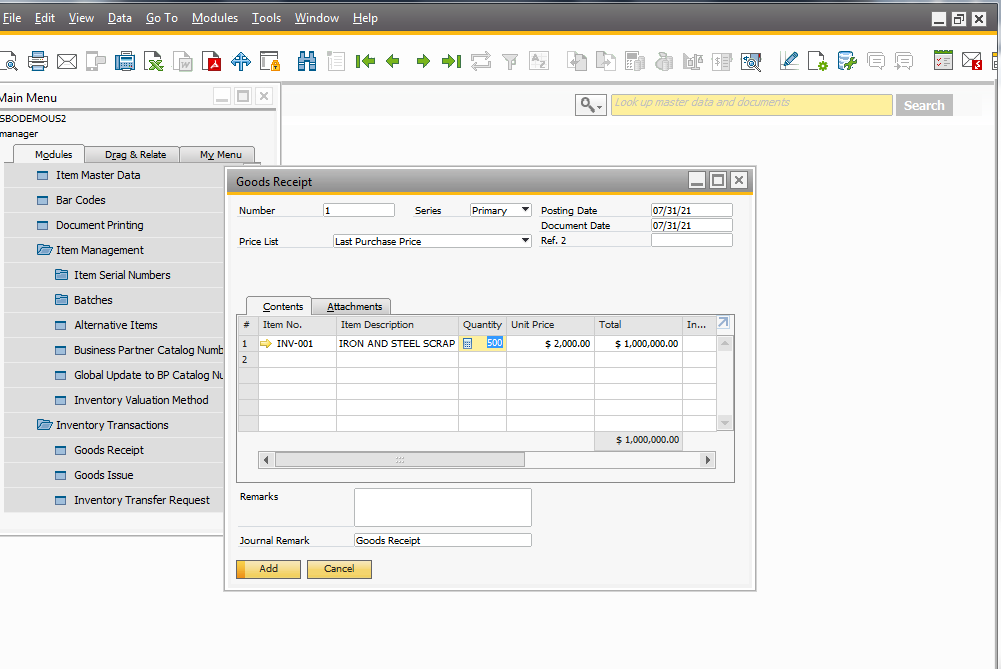 File Edit View Data Go To Modules Tools Window Help
Main Menu
SBODEMOUS2
manager
Modules Drag & Relate My Menu
Item Master Data
Bar Codes
Document Printing
Item Management
Item Serial Numbers
Batches
Alternative Items
Business Partner Catalog Numb
Global Update to BP Catalog Nu
Inventory Valuation Method
Inventory Transactions
Goods Receipt
Goods Issue
Inventory Transfer Request
Look up master data and documents Search
Goods Receipt
Number 1 Series Primary Posting Date 07/31/21
Document Date 07/31/21
Price List Last Purchase Price Ref. 2
Contents Attachments
# Item No. Item Description Quantity Unit Price Total In...
1 INV-001 IRON AND STEEL SCRAP 500 $ 2,000.00 $ 1,000,000.00
2
$ 1,000,000.00
Remarks
Journal Remark Goods Receipt
Add Cancel